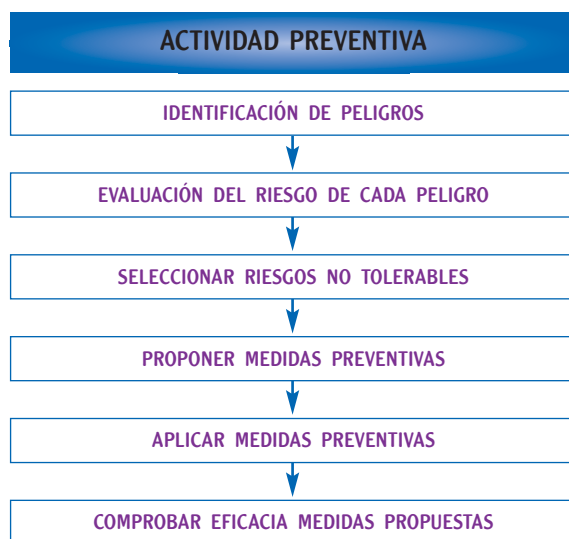 ACTIVIDAD PREVENTIVA
IDENTIFICACIÓN DE PELIGROS
EVALUACIÓN DEL RIESGO DE CADA PELIGRO
SELECCIONAR RIESGOS NO TOLERABLES
PROPONER MEDIDAS PREVENTIVAS
APLICAR MEDIDAS PREVENTIVAS
COMPROBAR EFICACIA MEDIDAS PROPUESTAS